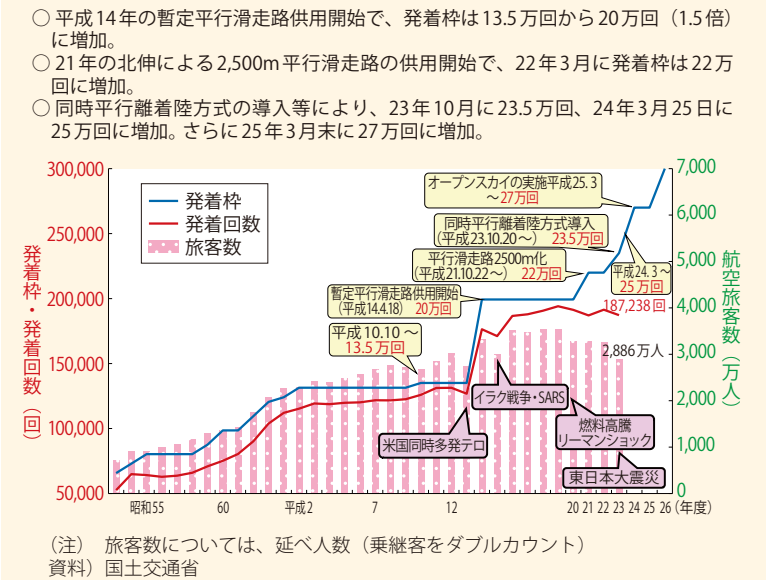 ○ 平成14年の暫定平行滑走路供用開始で、発着枠は13.5万回から20万回（1.5倍）
に増加。
○ 21年の北伸による2,500m平行滑走路の供用開始で、22年3月に発着枠は22万
回に増加。
○ 同時平行離着陸方式の導入等により、23年10月に23.5万回、24年3月25日に
25万回に増加。さらに25年3月末に27万回に増加。
300,000
250,000
200,000
150,000
100,000
50,000
発着枠・発着回数（回）
発着枠
発着回数
旅客数
オープンスカイの実施平成25.3
～27万回
同時平行離着陸方式導入
（平成23.10.20～） 23.5万回
平行滑走路2500m化
（平成21.10.22～） 22万回
平成24.3～
25万回
暫定平行滑走路供用開始
（平成14.4.18） 20万回
187,238回
平成10.10～
13.5万回
2,886万人
イラク戦争・SARS
米国同時多発テロ
燃料高騰
リーマンショック
東日本大震災
7,000
6,000
5,000
4,000
3,000
2,000
1,000
0
航空旅客数（万人）
昭和55 60 平成2 7 12 20 21 22 23 24 25 26（年度）
（注） 旅客数については、延べ人数（乗継客をダブルカウント）
資料）国土交通省